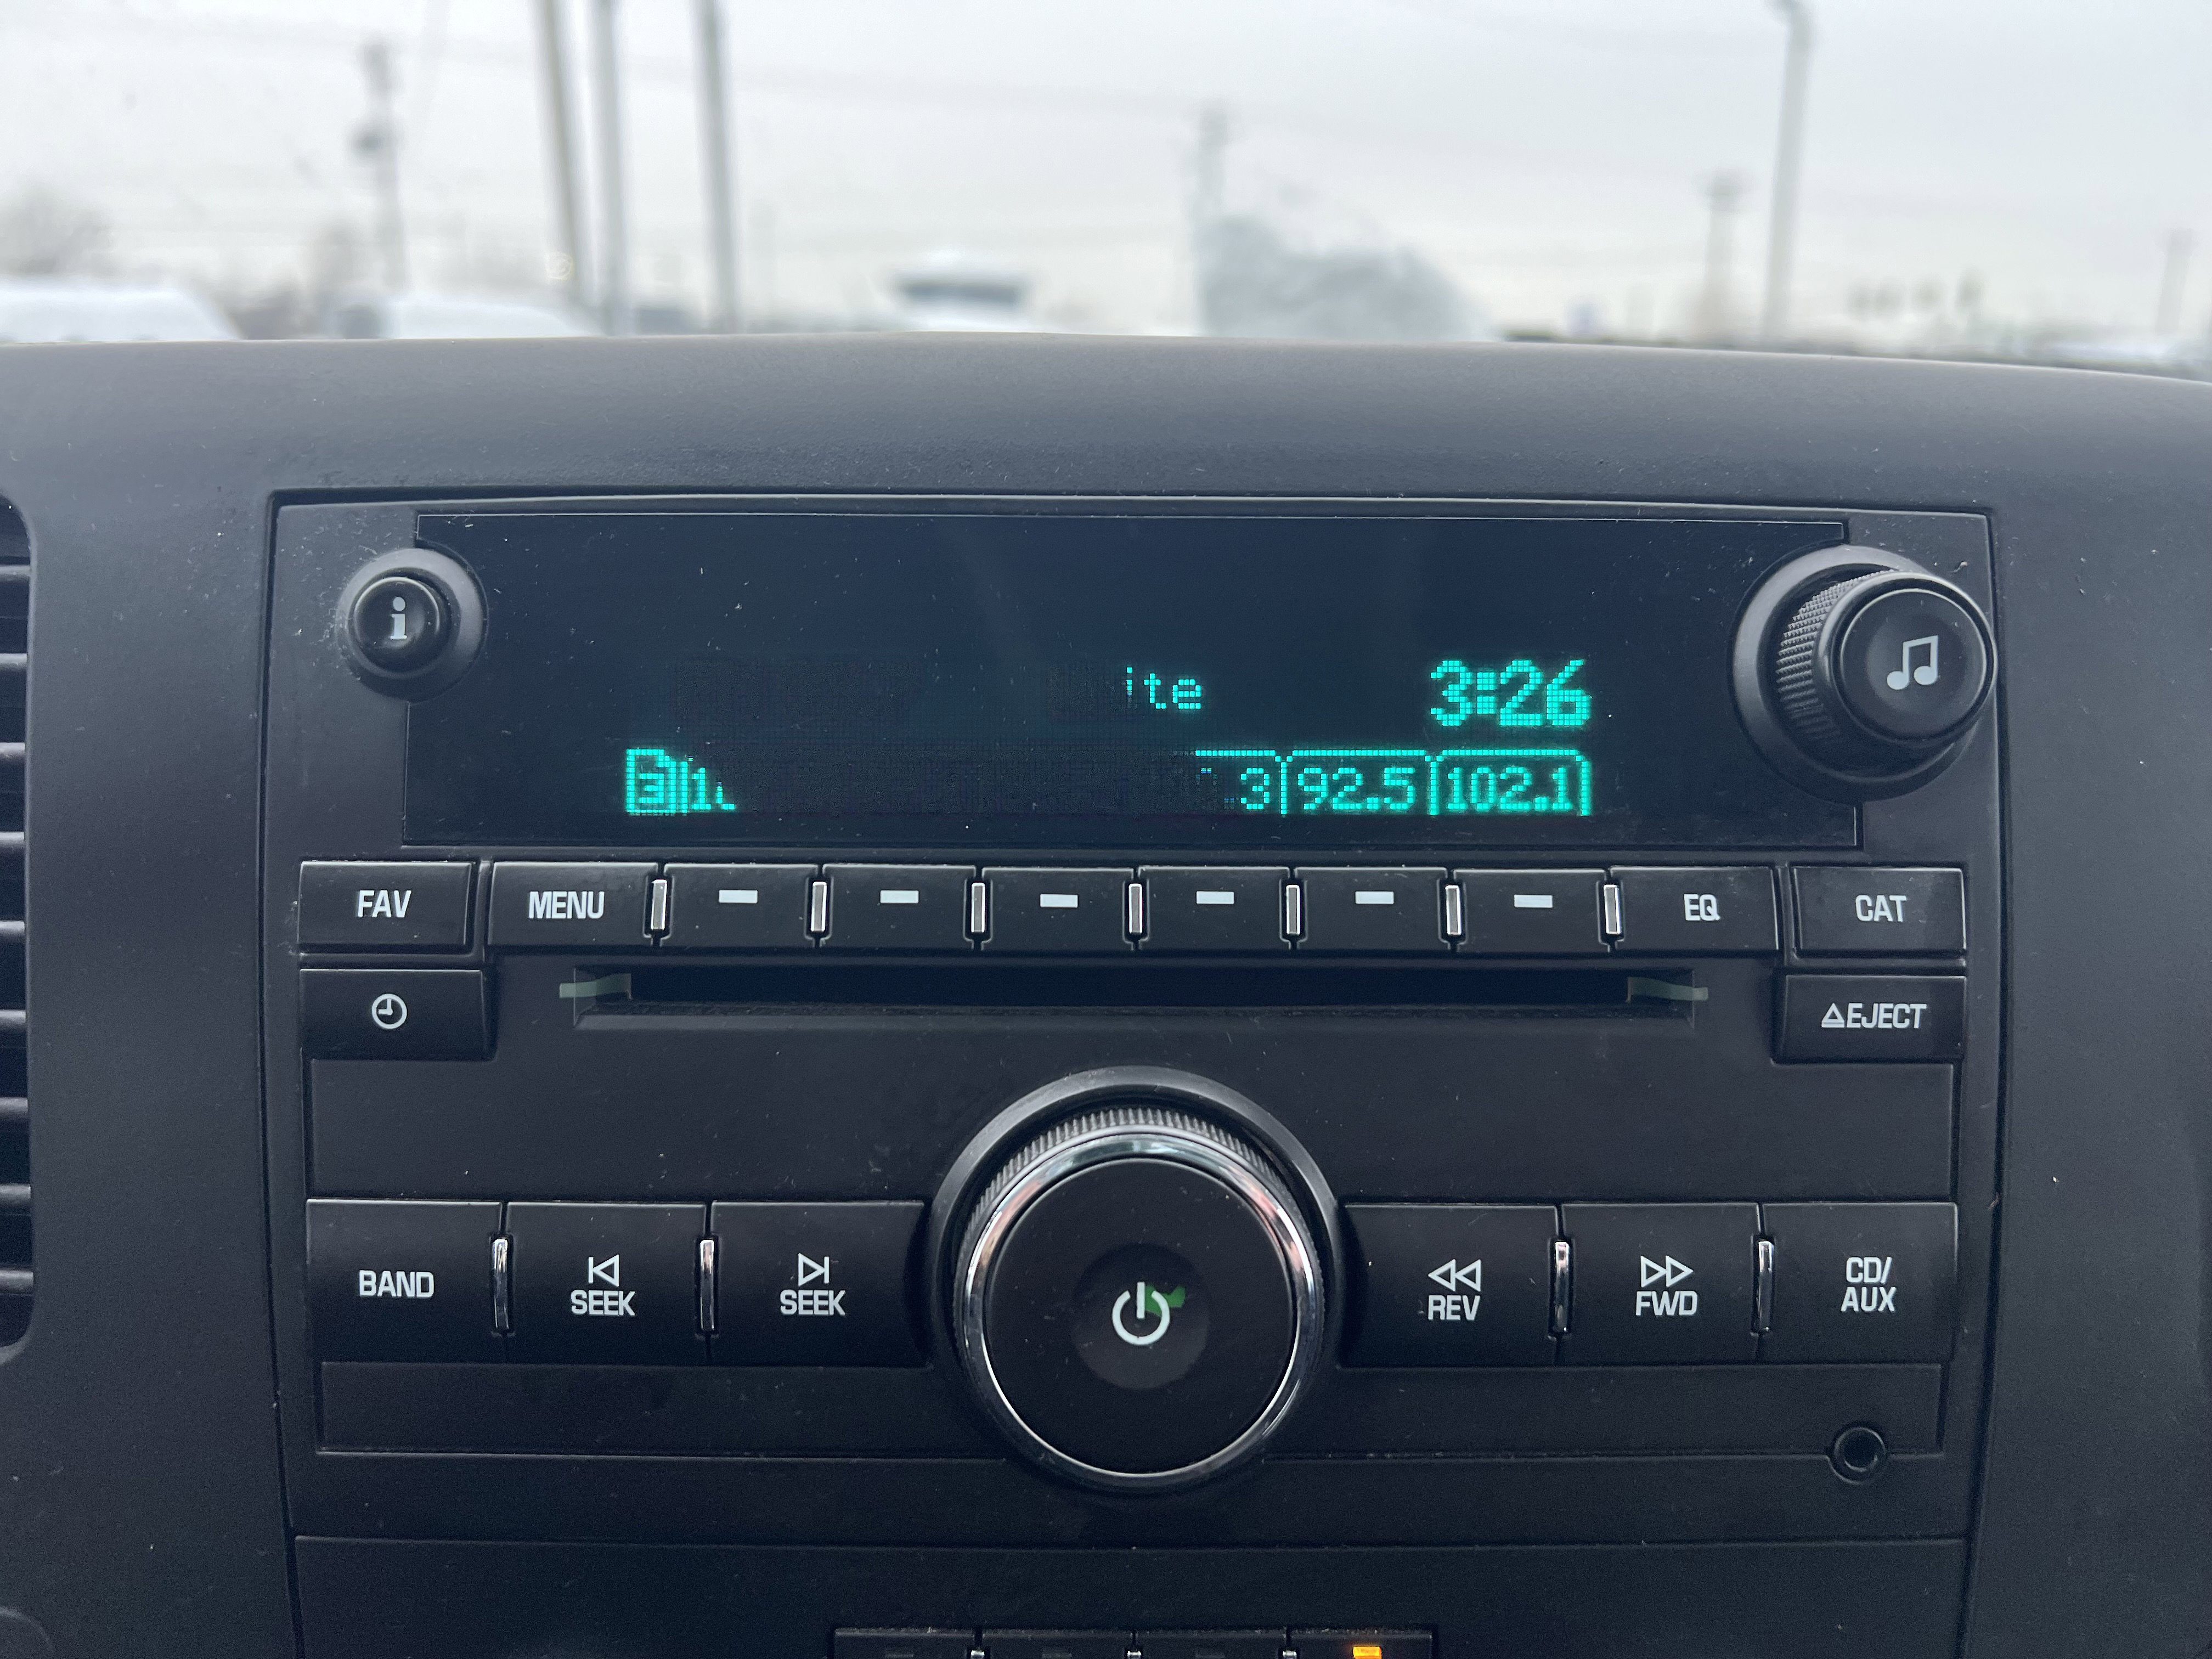 i
ite 3:26
3 92.5 102.1
FAV MENU EQ CAT
EJECT
BAND SEEK SEEK REV FWD CD/
AUX